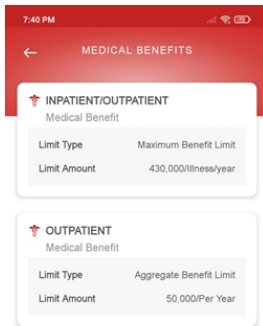 7:40 PM
MEDICAL BENEFITS
INPATIENT/OUTPATIENT
Medical Benefit
Limit Type Maximum Benefit Limit
Limit Amount 430,000/Illness/year
OUTPATIENT
Medical Benefit
Limit Type Aggregate Benefit Limit
Limit Amount 50,000/Per Year